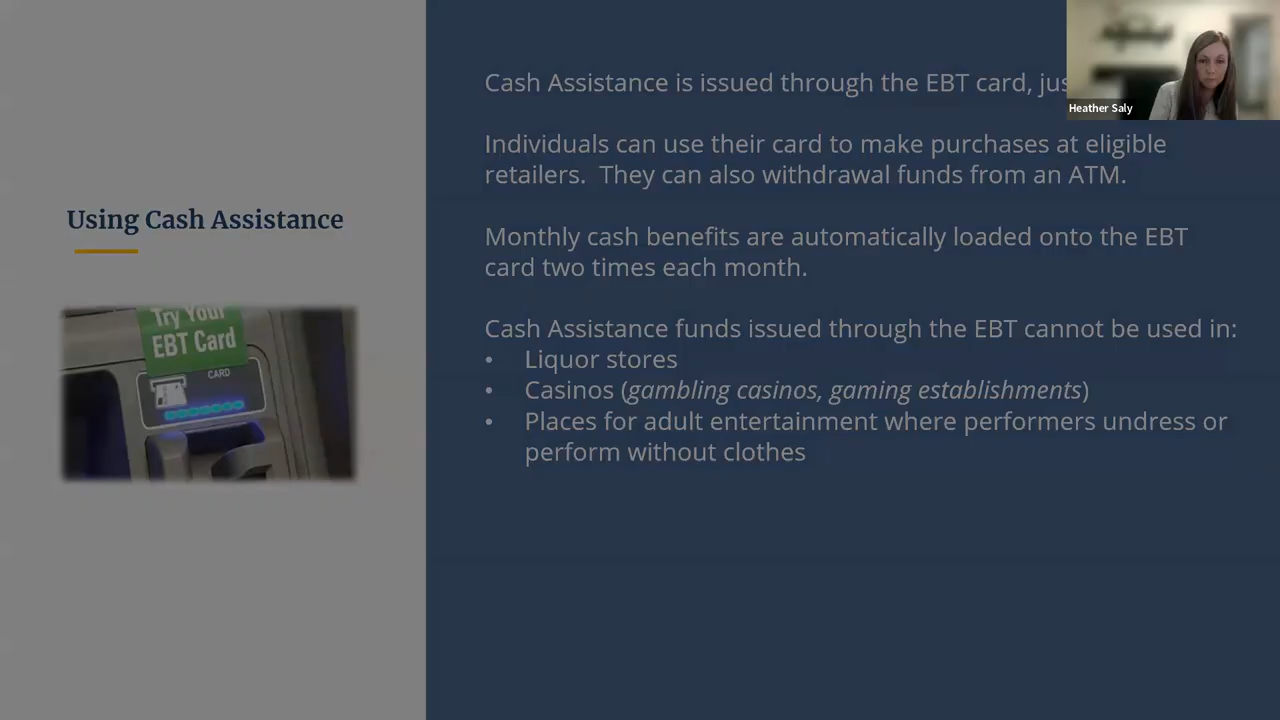 Heather Saly
Using Cash Assistance
Try Your
EBT Card
CARD
Cash Assistance is issued through the EBT card,
Individuals can use their card to make purchases at eligible
retailers.  They can also withdrawal funds from an ATM.
Monthly cash benefits are automatically loaded onto the EBT
card two times each month.
Cash Assistance funds issued through the EBT cannot be used in:
• Liquor stores
• Casinos (gambling casinos, gaming establishments)
• Places for adult entertainment where performers undress or
perform without clothes